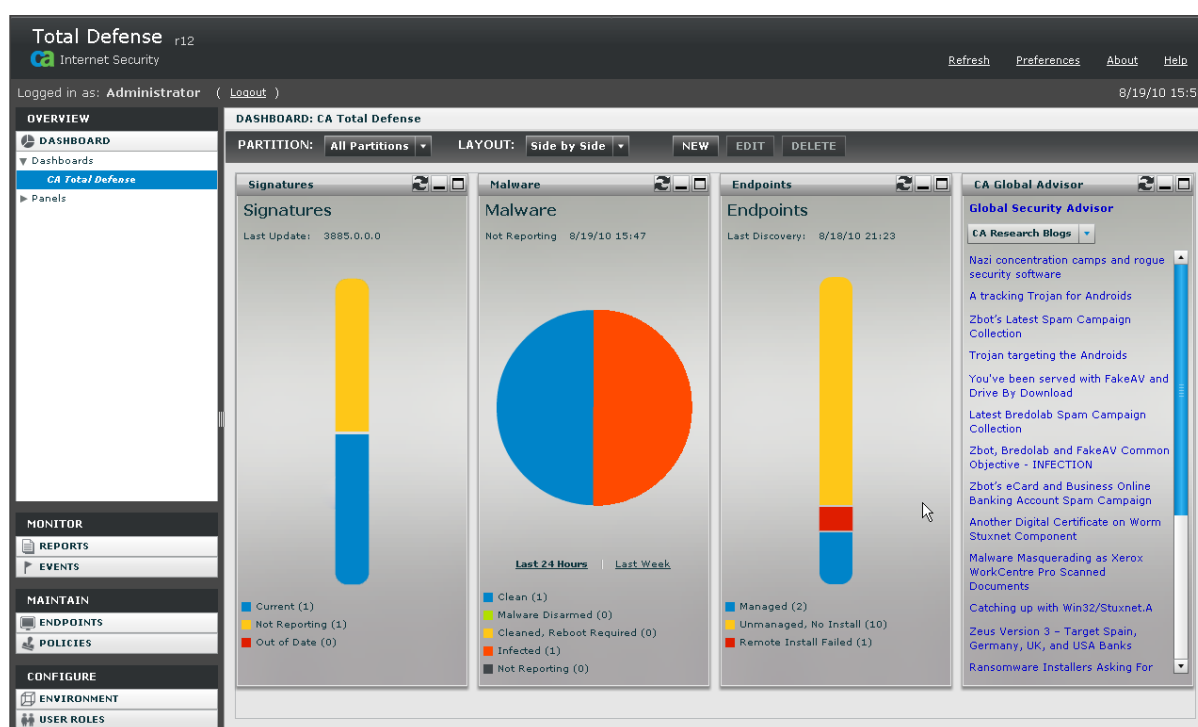 Total Defense r12
ca Internet Security
Refresh Preferences About Help
Logged in as: Administrator ( Logout )
8/19/10 15:5
OVERVIEW
DASHBOARD
Dashboards
CA Total Defense
Panels
MONITOR
REPORTS
EVENTS
MAINTAIN
ENDPOINTS
POLICIES
CONFIGURE
ENVIRONMENT
USER ROLES
DASHBOARD: CA Total Defense
PARTITION: All Partitions LAYOUT: Side by Side NEW EDIT DELETE
Signatures
Signatures
Last Update: 3885.0.0.0
Current (1)
Not Reporting (1)
Out of Date (0)
Malware
Malware
Not Reporting 8/19/10 15:47
Last 24 Hours | Last Week
Clean (1)
Malware Disarmed (0)
Cleaned, Reboot Required (0)
Infected (1)
Not Reporting (0)
Endpoints
Endpoints
Last Discovery: 8/18/10 21:23
Managed (2)
Unmanaged, No Install (10)
Remote Install Failed (1)
CA Global Advisor
Global Security Advisor
CA Research Blogs
Nazi concentration camps and rogue
security software
A tracking Trojan for Androids
Zbot's Latest Spam Campaign
Collection
Trojan targeting the Androids
You've been served with FakeAV and
Drive By Download
Latest Bredolab Spam Campaign
Collection
Zbot, Bredolab and FakeAV Common
Objective - INFECTION
Zbot's eCard and Business Online
Banking Account Spam Campaign
Another Digital Certificate on Worm
Stuxnet Component
Malware Masquerading as Xerox
WorkCentre Pro Scanned
Documents
Catching up with Win32/Stuxnet.A
Zeus Version 3 – Target Spain,
Germany, UK, and USA Banks
Ransomware Installers Asking For